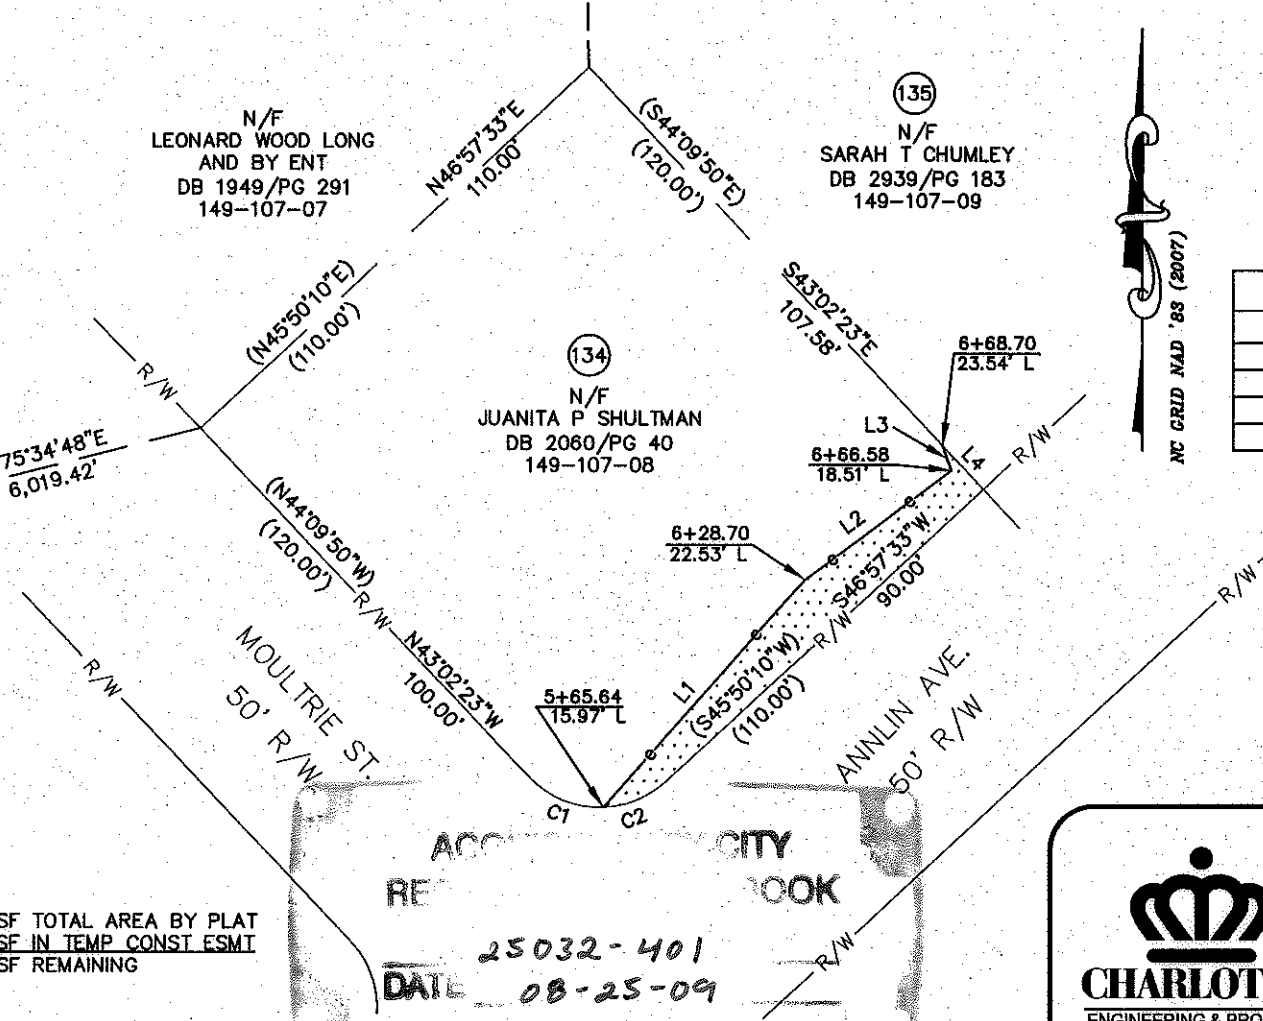 N/F
LEONARD WOOD LONG
AND BY ENT
DB 1949/PG 291
149-107-07
N46°57'33"E
110.00'
(S44°09'50"E)
(120.00')
135
N/F
SARAH T CHUMLEY
DB 2939/PG 183
149-107-09
NC GRID NAD '83 (2007)
(N45°50'10"E)
(110.00')
S43°02'23"E
107.58'
R/W
134
N/F
JUANITA P SHULTMAN
DB 2060/PG 40
149-107-08
6+68.70
23.54' L
L3
L4
R/W
6+66.58
18.51' L
75°34'48"E
6,019.42'
(N44°09'50"W)
(120.00')
R/W
L2
6+28.70
22.53' L
S46°57'33"W
90.00'
R/W
R/W
N43°02'23"W
100.00'
MOULTRIE ST.
50' R/W
R/W
L1
(S45°50'10"W)
(110.00')
5+65.64
15.97' L
ANNLIN AVE.
50' R/W
C1
C2
CITY
RE
OOK
25032-401
DATE 08-25-09
R/W
SF TOTAL AREA BY PLAT
SF IN TEMP CONST ESMT
SF REMAINING
CHARLOT